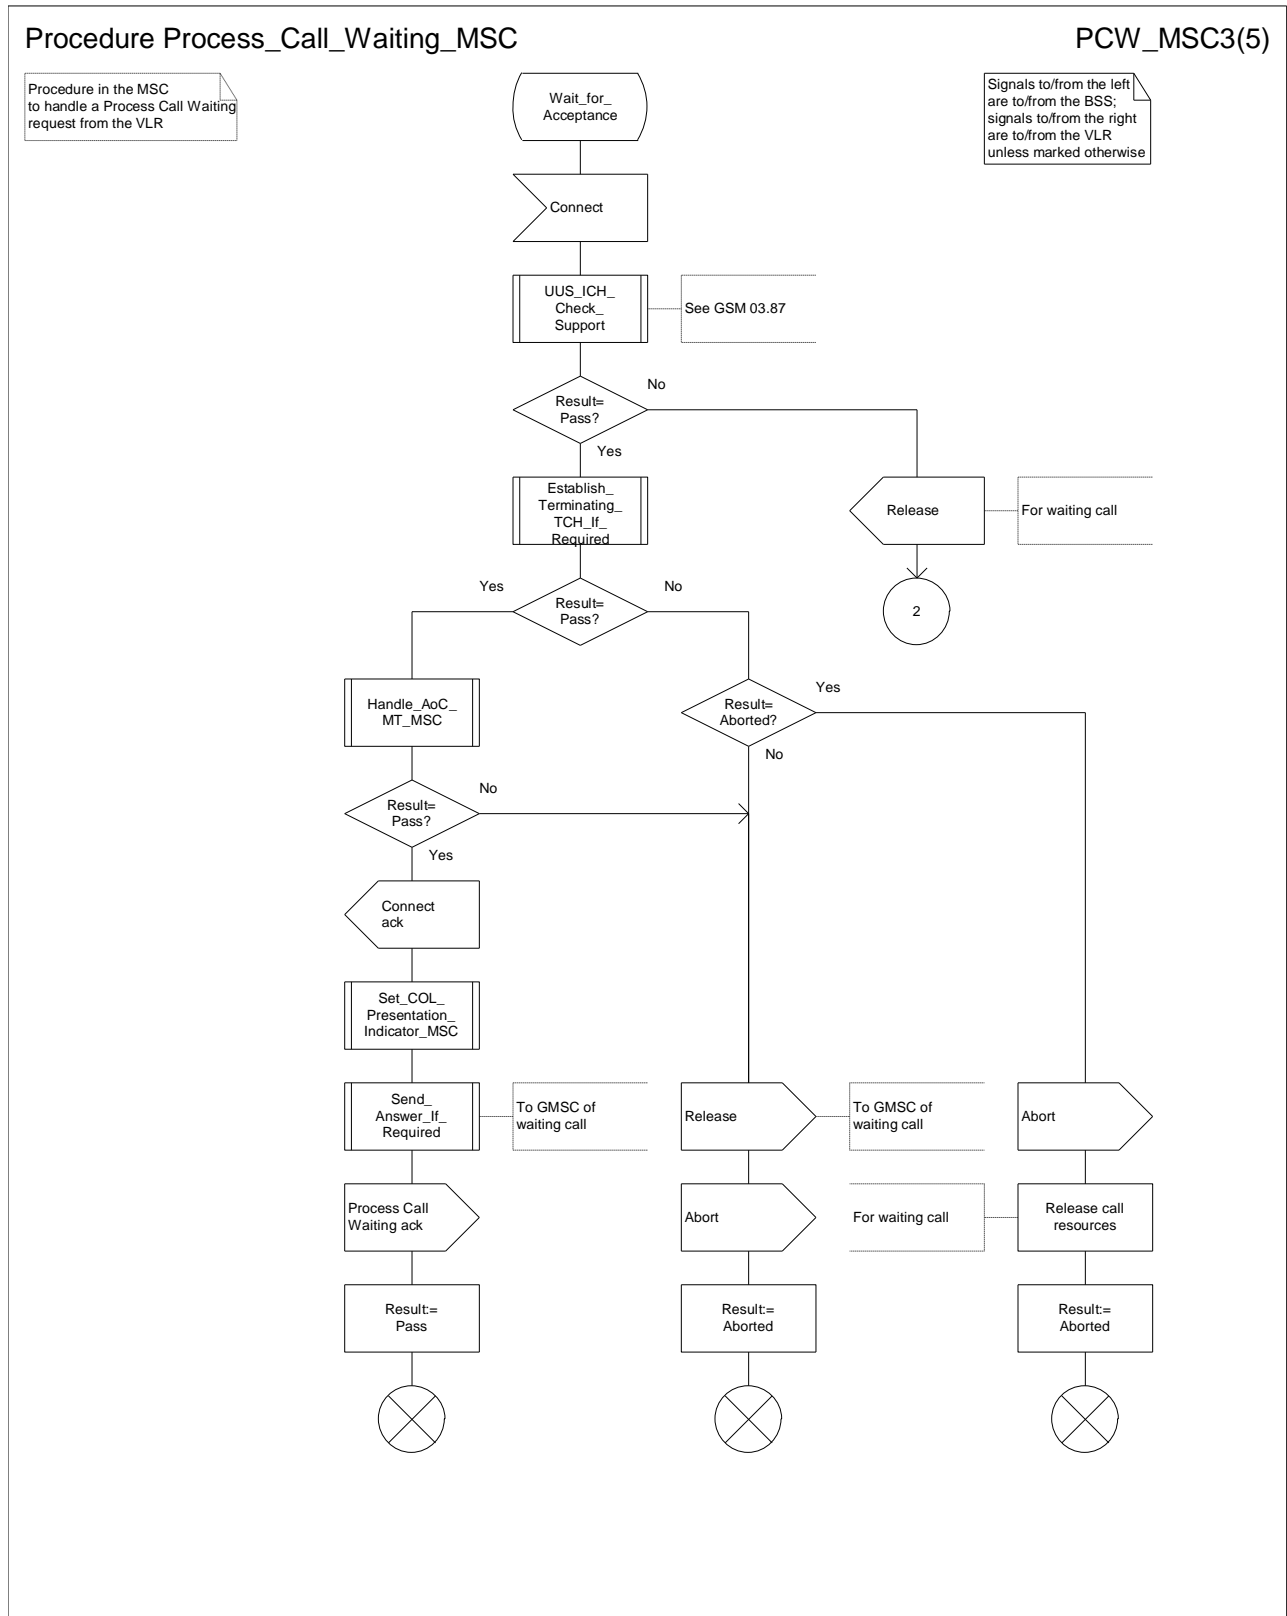 Procedure Process_Call_Waiting_MSC
PCW_MSC3(5)
Procedure in the MSC
to handle a Process Call Waiting
request from the VLR
Signals to/from the left
are to/from the BSS;
signals to/from the right
are to/from the VLR
unless marked otherwise
Wait_for_
Acceptance
Connect
UUS_ICH_
Check_
Support
See GSM 03.87
Result=
Pass?
No
Yes
Establish_
Terminating_
TCH_If_
Required
Release
For waiting call
2
Result=
Pass?
Yes
No
Handle_AoC_
MT_MSC
Result=
Aborted?
Yes
No
Result=
Pass?
No
Yes
Connect
ack
Set_COL_
Presentation_
Indicator_MSC
Send_
Answer_If_
Required
To GMSC of
waiting call
Release
To GMSC of
waiting call
Abort
Process Call
Waiting ack
Abort
For waiting call
Release call
resources
Result:=
Pass
Result:=
Aborted
Result:=
Aborted